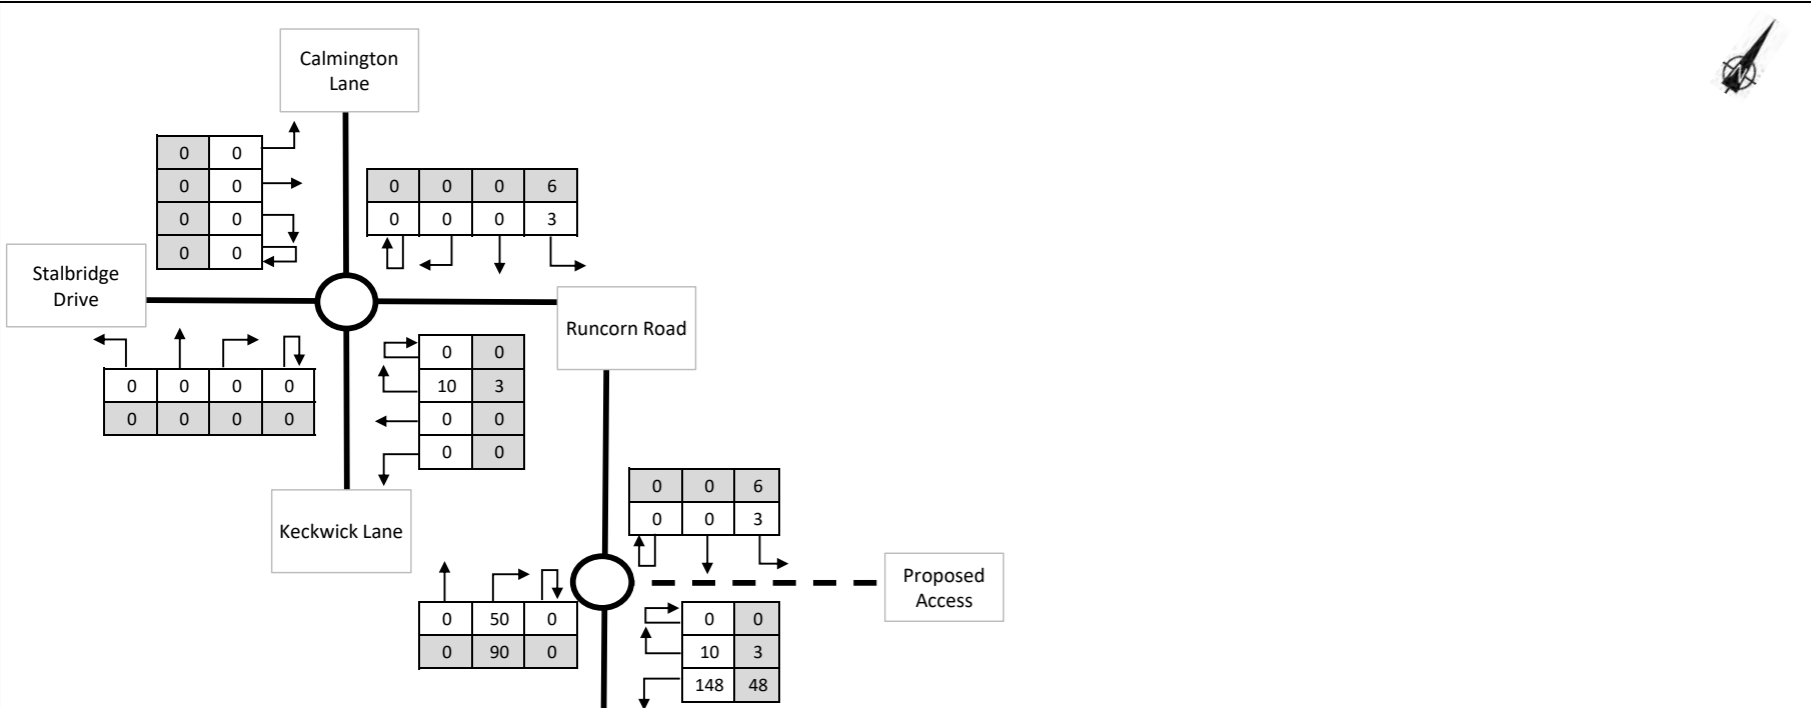 Calmington
Lane
0 0
0 0
0 0
0 0
0 0 0 6
0 0 0 3
Stalbridge
Drive
Runcorn Road
0 0 0 0
0 0 0 0
0 0
10 3
0 0
0 0
Keckwick Lane
0 0 6
0 0 3
Proposed
Access
0 50 0
0 90 0
0 0
10 3
148 48
N